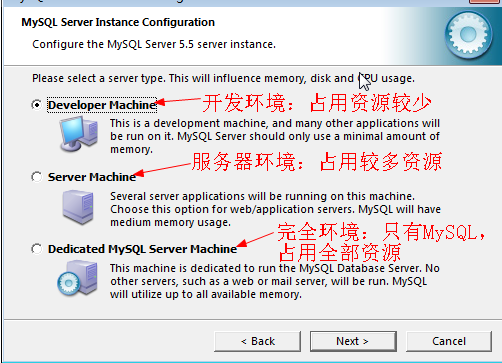 MySQL Server Instance Configuration
Configure the MySQL Server 5.5 server instance.
Please select a server type. This will influence memory, disk and CPU usage.
Developer Machine
开发环境：占用资源较少
This is a development machine, and many other applications will
be run on it. MySQL Server should only use a minimal amount of
memory.
Server Machine
服务器环境：占用较多资源
Several server applications will be running on this machine.
Choose this option for web/application servers. MySQL will have
medium memory usage.
Dedicated MySQL Server Machine
完全环境：只有MySQL，
占用全部资源
This machine is dedicated to run the MySQL Database Server. No
other servers, such as a web or mail server, will be run. MySQL
will utilize up to all available memory.
< Back
Next >
Cancel